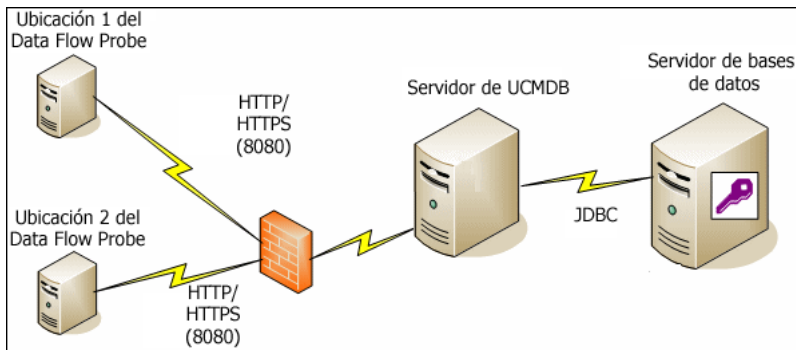 Ubicación 1 del
Data Flow Probe
HTTP/
HTTPS
(8080)
Servidor de UCMDB
Servidor de bases
de datos
JDBC
Ubicación 2 del
Data Flow Probe
HTTP/
HTTPS
(8080)